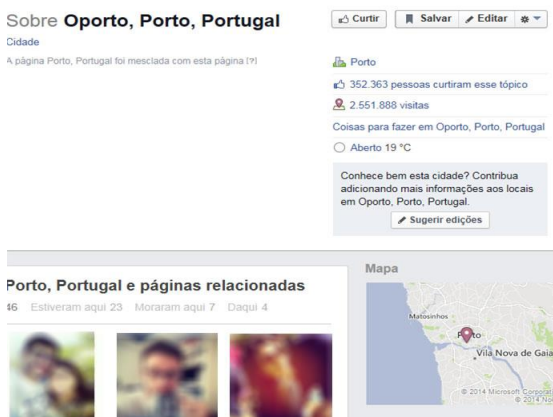 Sobre Oporto, Porto, Portugal
Cidade
A página Porto, Portugal foi mesclada com esta página [?]
Curtir
Salvar
Editar
Porto
352.363 pessoas curtiram esse tópico
2.551.888 visitas
Coisas para fazer em Oporto, Porto, Portugal
Aberto 19 °C
Conhece bem esta cidade? Contribua
adicionando mais informações aos locais
em Oporto, Porto, Portugal.
Sugerir edições
Porto, Portugal e páginas relacionadas
46 Estiveram aqui 23 Moraram aqui 7 Daqui 4
Mapa
Matosinhos
Porto
Vila Nova de Gaia
© 2014 Microsoft Corporati
© 2014 No